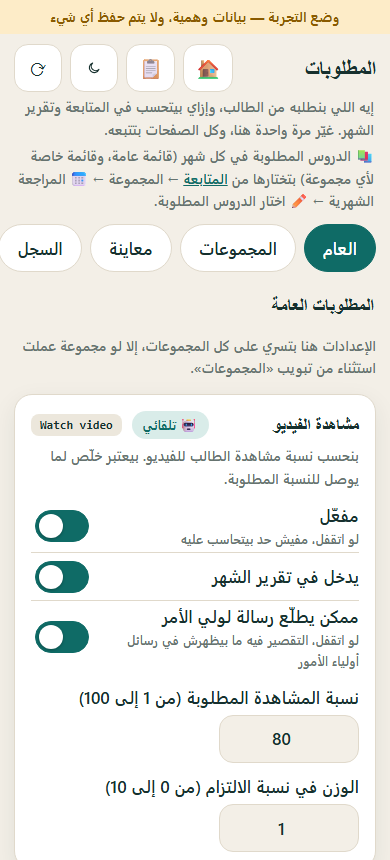 وضع التجربة — بيانات وهمية، ولا يتم حفظ أي شيء
المطلوبات
إيه اللي بنطلبه من الطالب، وإزاي بيتحسب في المتابعة وتقرير
الشهر. غيّر مرة واحدة هنا، وكل الصفحات بتتبعه.
📚 الدروس المطلوبة في كل شهر (قائمة عامة، وقائمة خاصة
لأي مجموعة) بتختارها من المتابعة ← المجموعة ← 🗓️ المراجعة
الشهرية ← ✏️ اختار الدروس المطلوبة.
العام
المجموعات
معاينة
السجل
المطلوبات العامة
الإعدادات هنا بتسري على كل المجموعات، إلا لو مجموعة عملت
استثناء من تبويب «المجموعات».
مشاهدة الفيديو
🤖 تلقائي
Watch video
بنحسب نسبة مشاهدة الطالب للفيديو. بيعتبر خلّص لما
يوصل للنسبة المطلوبة.
مفعّل
لو اتقفل، مفيش حد بيتحاسب عليه
يدخل في تقرير الشهر
ممكن يطلّع رسالة لولي الأمر
لو اتقفل، التقصير فيه ما بيظهرش في رسائل
أولياء الأمور
نسبة المشاهدة المطلوبة (من 1 إلى 100)
80
الوزن في نسبة الالتزام (من 0 إلى 10)
1